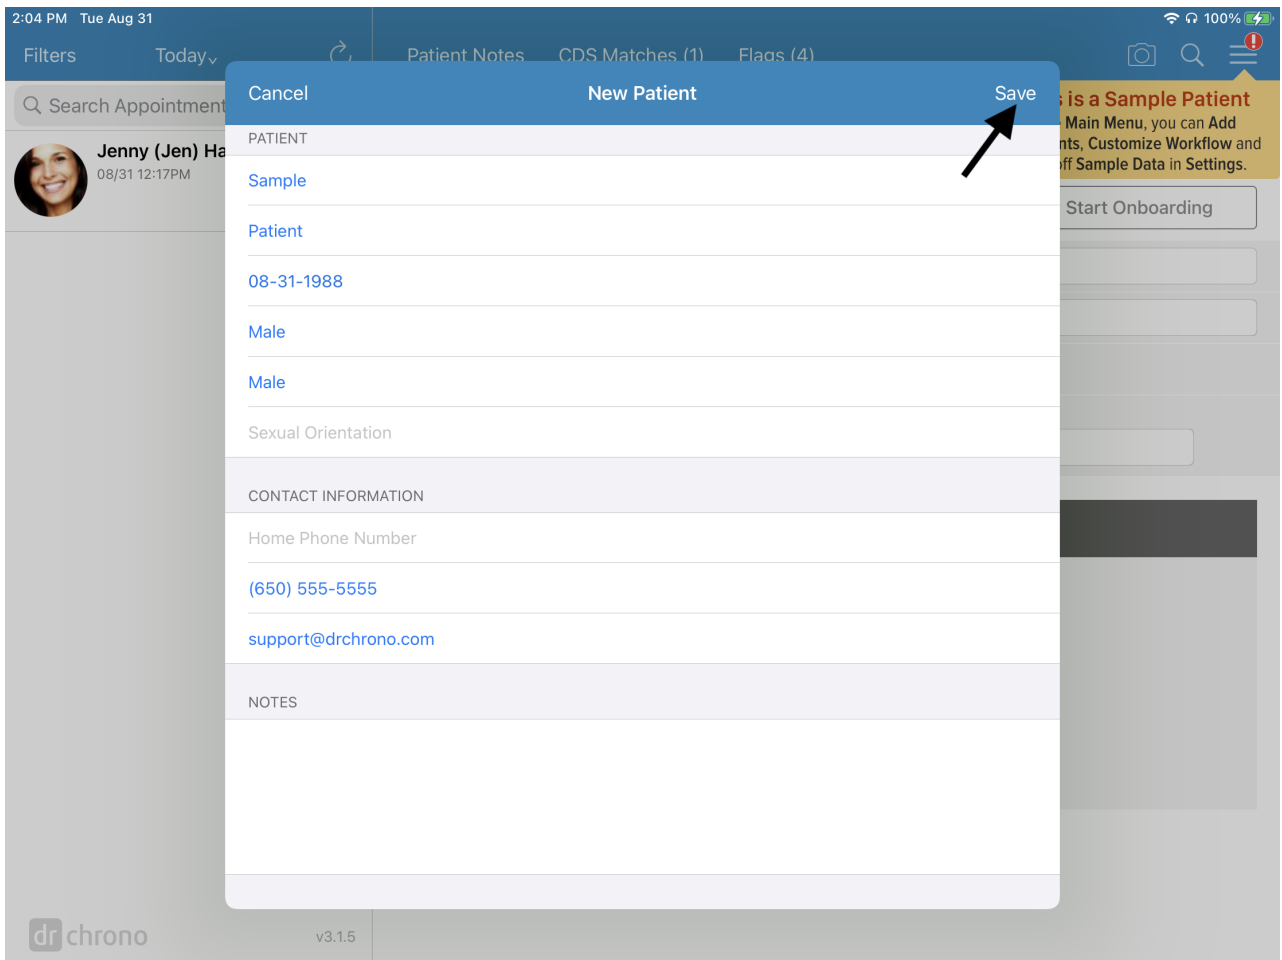 2:04 PM Tue Aug 31
100%
Filters
Today
Patient Notes
CDS Matches (1)
Flags (4)
Search Appointment
Jenny (Jen) Ha
08/31 12:17PM
Cancel
New Patient
Save
PATIENT
Sample
Patient
08-31-1988
Male
Male
Sexual Orientation
CONTACT INFORMATION
Home Phone Number
(650) 555-5555
support@drchrono.com
NOTES
is a Sample Patient
Main Menu, you can Add
nts, Customize Workflow and
off Sample Data in Settings.
Start Onboarding
drchrono
v3.1.5